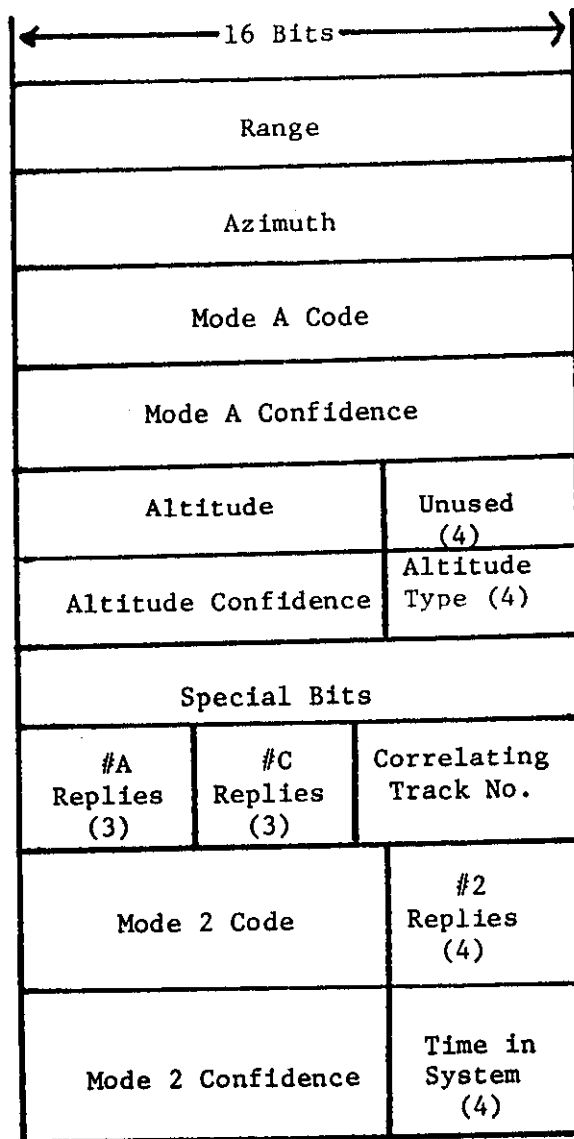 16 Bits
Range
Azimuth
Mode A Code
Mode A Confidence
Altitude
Unused
(4)
Altitude Confidence
Altitude
Type (4)
Special Bits
#A
Replies
(3)
#C
Replies
(3)
Correlating
Track No.
Mode 2 Code
#2
Replies
(4)
Mode 2 Confidence
Time in
System
(4)